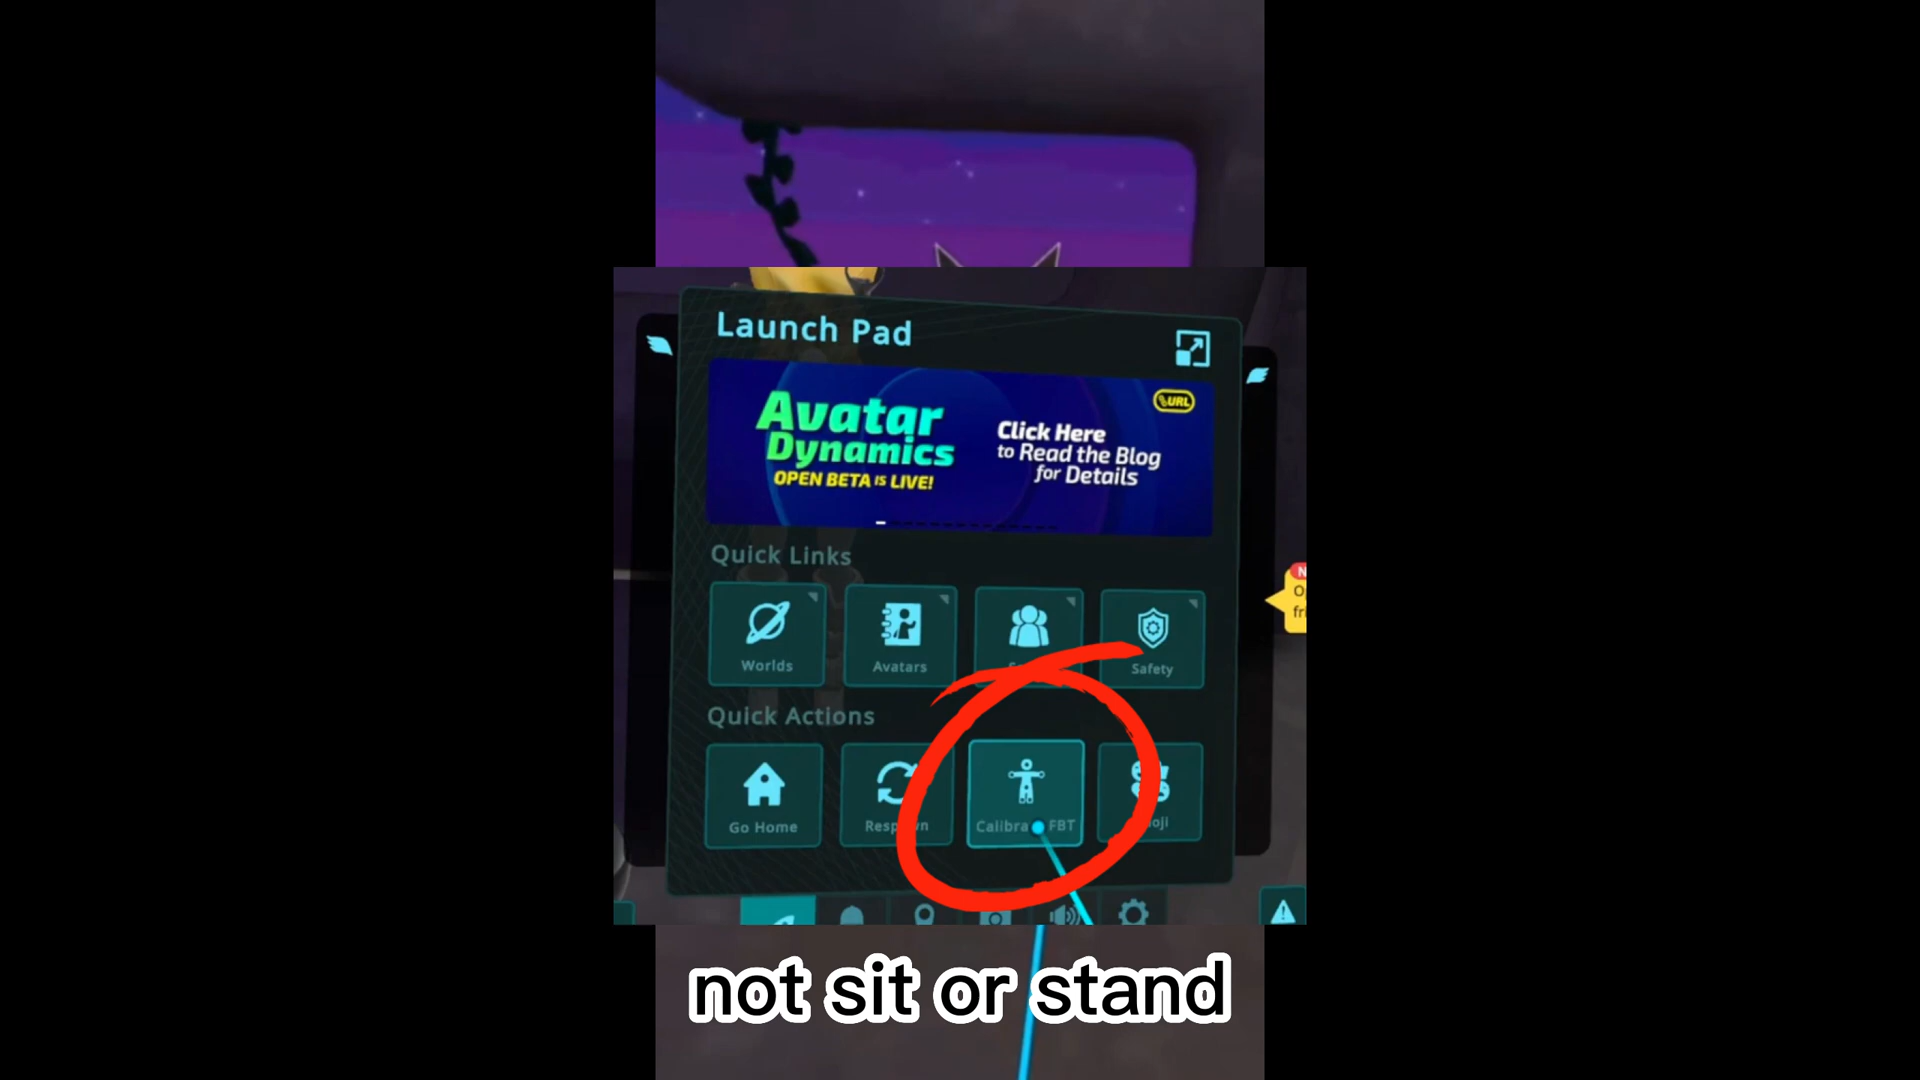 Launch Pad
Avatar
Dynamics
OPEN BETA IS LIVE!
URL
Click Here
to Read the Blog
for Details
Quick Links
Worlds
Avatars
Safety
Quick Actions
Go Home
FBT
not sit or stand